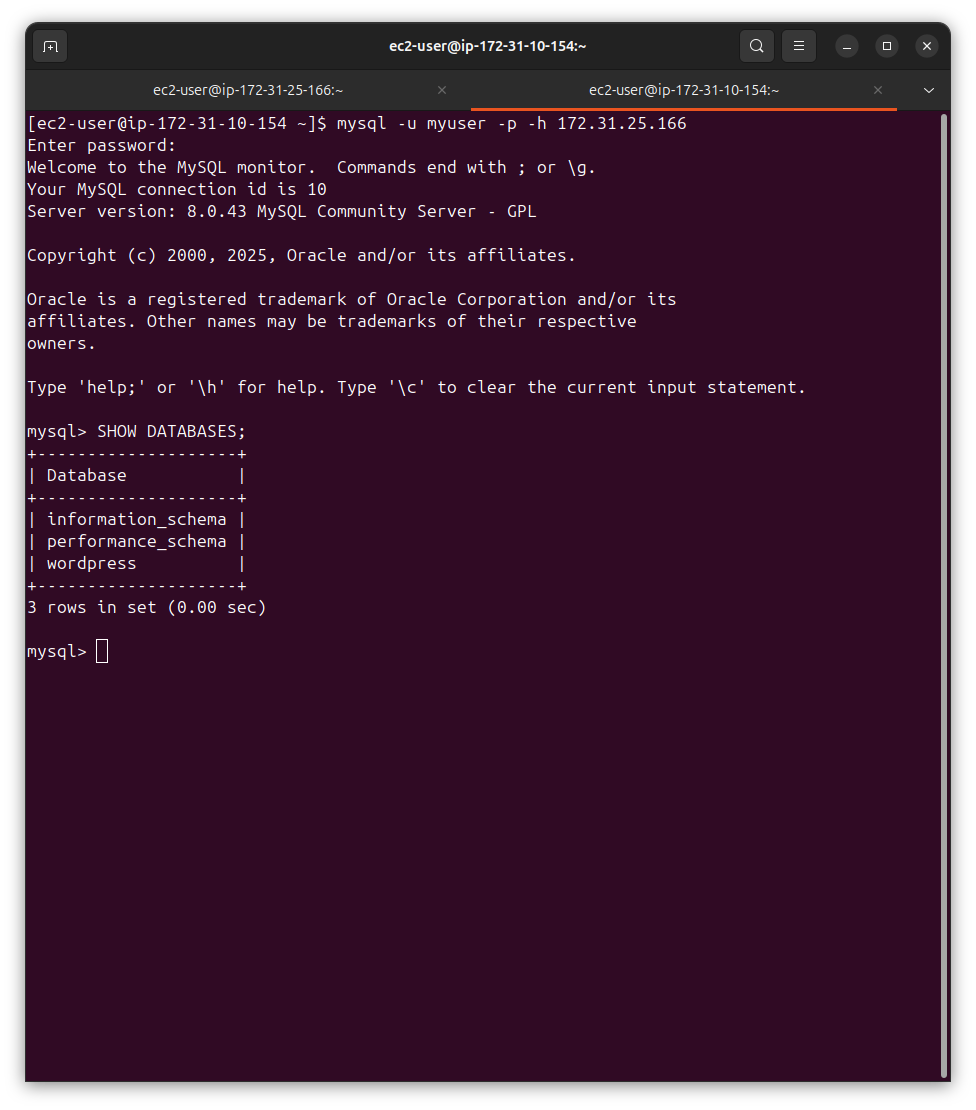 ec2-user@ip-172-31-10-154:~
ec2-user@ip-172-31-25-166:~
ec2-user@ip-172-31-10-154:~
[ec2-user@ip-172-31-10-154 ~]$ mysql -u myuser -p -h 172.31.25.166
Enter password:
Welcome to the MySQL monitor.  Commands end with ; or \g.
Your MySQL connection id is 10
Server version: 8.0.43 MySQL Community Server - GPL
Copyright (c) 2000, 2025, Oracle and/or its affiliates.
Oracle is a registered trademark of Oracle Corporation and/or its
affiliates. Other names may be trademarks of their respective
owners.
Type 'help;' or '\h' for help. Type '\c' to clear the current input statement.
mysql> SHOW DATABASES;
+--------------------+
| Database           |
+--------------------+
| information_schema |
| performance_schema |
| wordpress          |
+--------------------+
3 rows in set (0.00 sec)
mysql>